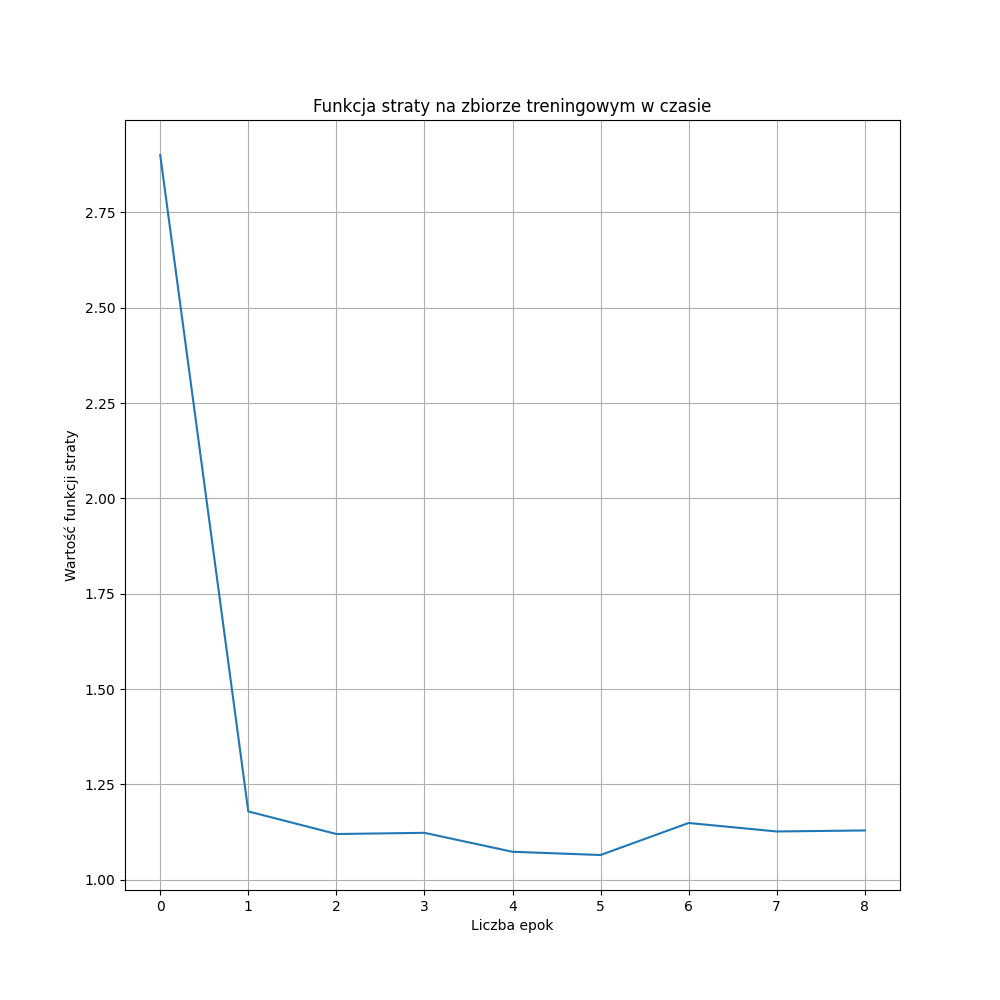 Funkcja straty na zbiorze treningowym w czasie
2.75
2.50
2.25
2.00
1.75
1.50
1.25
1.00
Wartość funkcji straty
0 1 2 3 4 5 6 7 8
Liczba epok